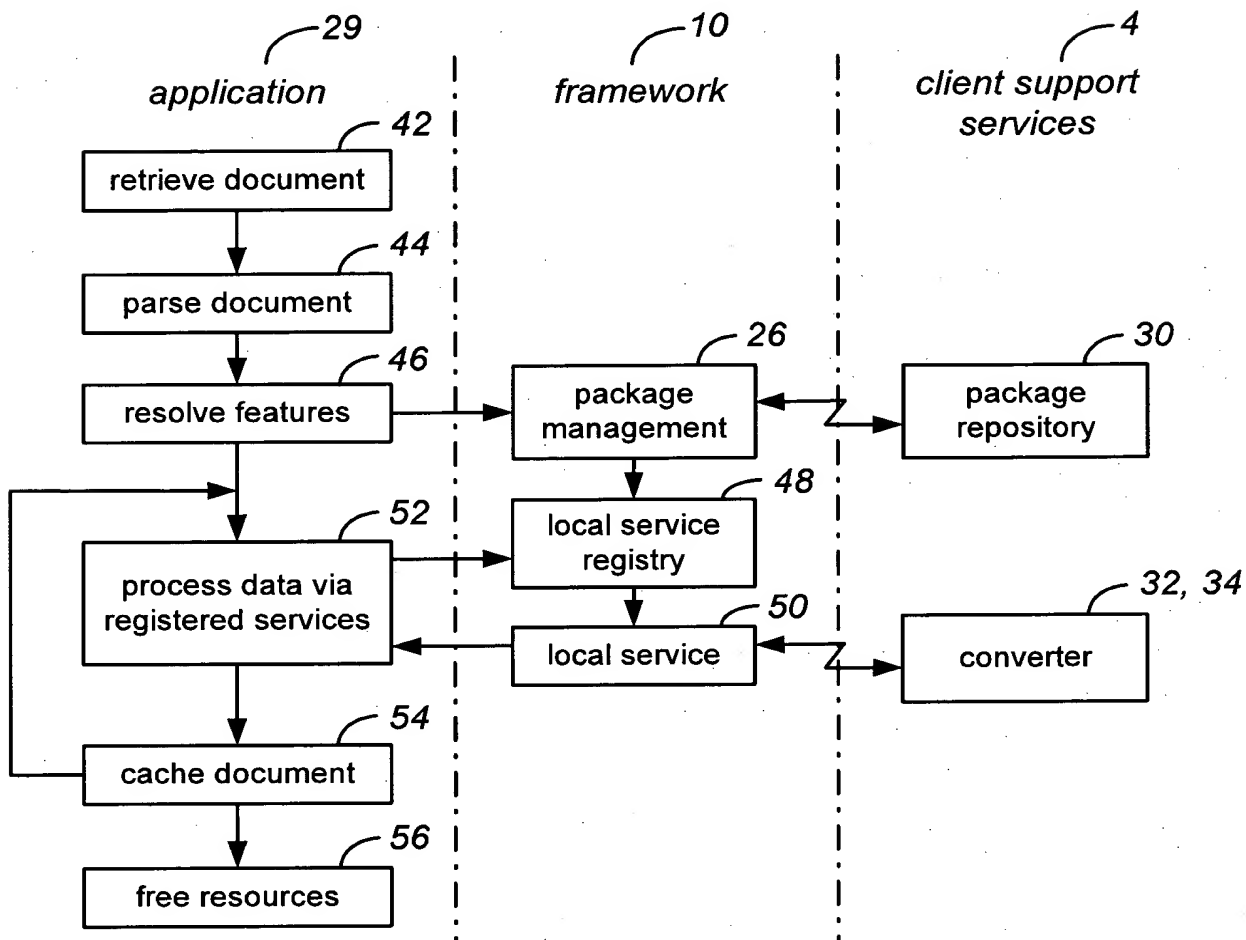 29
10
4
application
framework
client support
services
42
retrieve document
44
parse document
46
resolve features
26
package
management
30
package
repository
48
local service
registry
52
process data via
registered services
50
local service
32, 34
converter
54
cache document
56
free resources